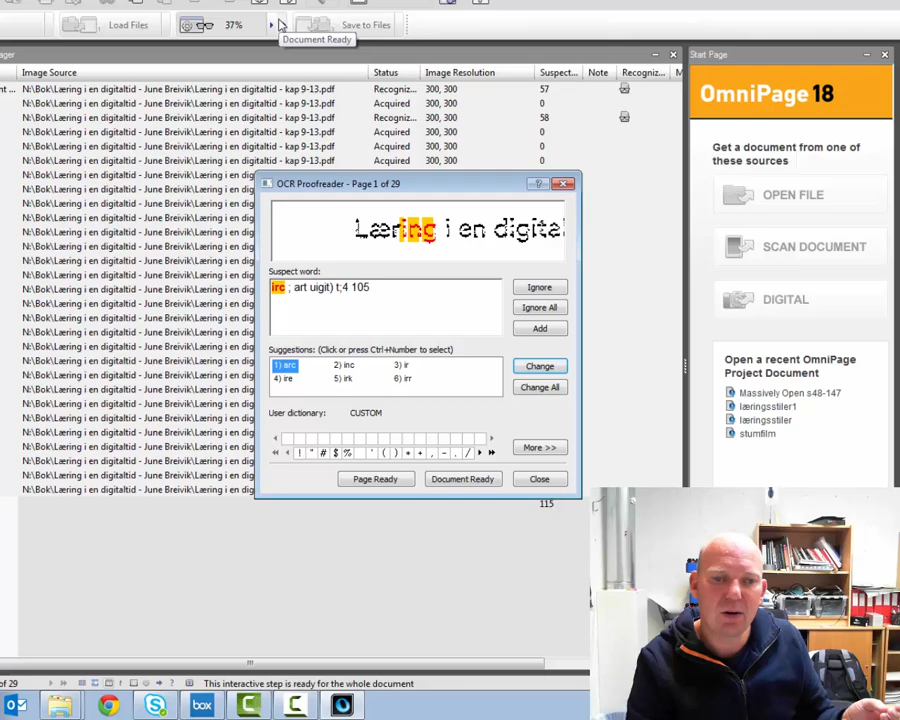 Load Files
37%
Save to Files
Document Ready
ager
Image Source
Status
Image Resolution
Suspect...
Note
Recogniz...
M
Start Page
N:\Bok\Læring i en digitaltid - June Breivik\Læring i en digitaltid - kap 9-13.pdf
Recogniz...
300, 300
57
N:\Bok\Læring i en digitaltid - June Breivik\Læring i en digitaltid - kap 9-13.pdf
Acquired
300, 300
0
N:\Bok\Læring i en digitaltid - June Breivik\Læring i en digitaltid - kap 9-13.pdf
Recogniz...
300, 300
58
N:\Bok\Læring i en digitaltid - June Breivik\Læring i en digitaltid - kap 9-13.pdf
Acquired
300, 300
0
N:\Bok\Læring i en digitaltid - June Breivik\Læring i en digitaltid - kap 9-13.pdf
Acquired
300, 300
0
N:\Bok\Læring i en digitaltid - June Breivik\Læring i en digitaltid - kap 9-13.pdf
Acquired
300, 300
0
OmniPage 18
Get a document from one of
these sources
OPEN FILE
SCAN DOCUMENT
DIGITAL
Open a recent OmniPage
Project Document
Massively Open s48-147
læringsstiler1
læringsstiler
stumfilm
OCR Proofreader - Page 1 of 29
Læring i en digital
Suspect word:
irc ; art uigit) t;4 105
Ignore
Ignore All
Add
Suggestions: (Click or press Ctrl+Number to select)
1) arc
2) inc
3) ir
4) ire
5) irk
6) irr
Change
Change All
User dictionary:
CUSTOM
! " # $ % ' ( ) * + , - . /
More >>
Page Ready
Document Ready
Close
115
of 29
This interactive step is ready for the whole document
box